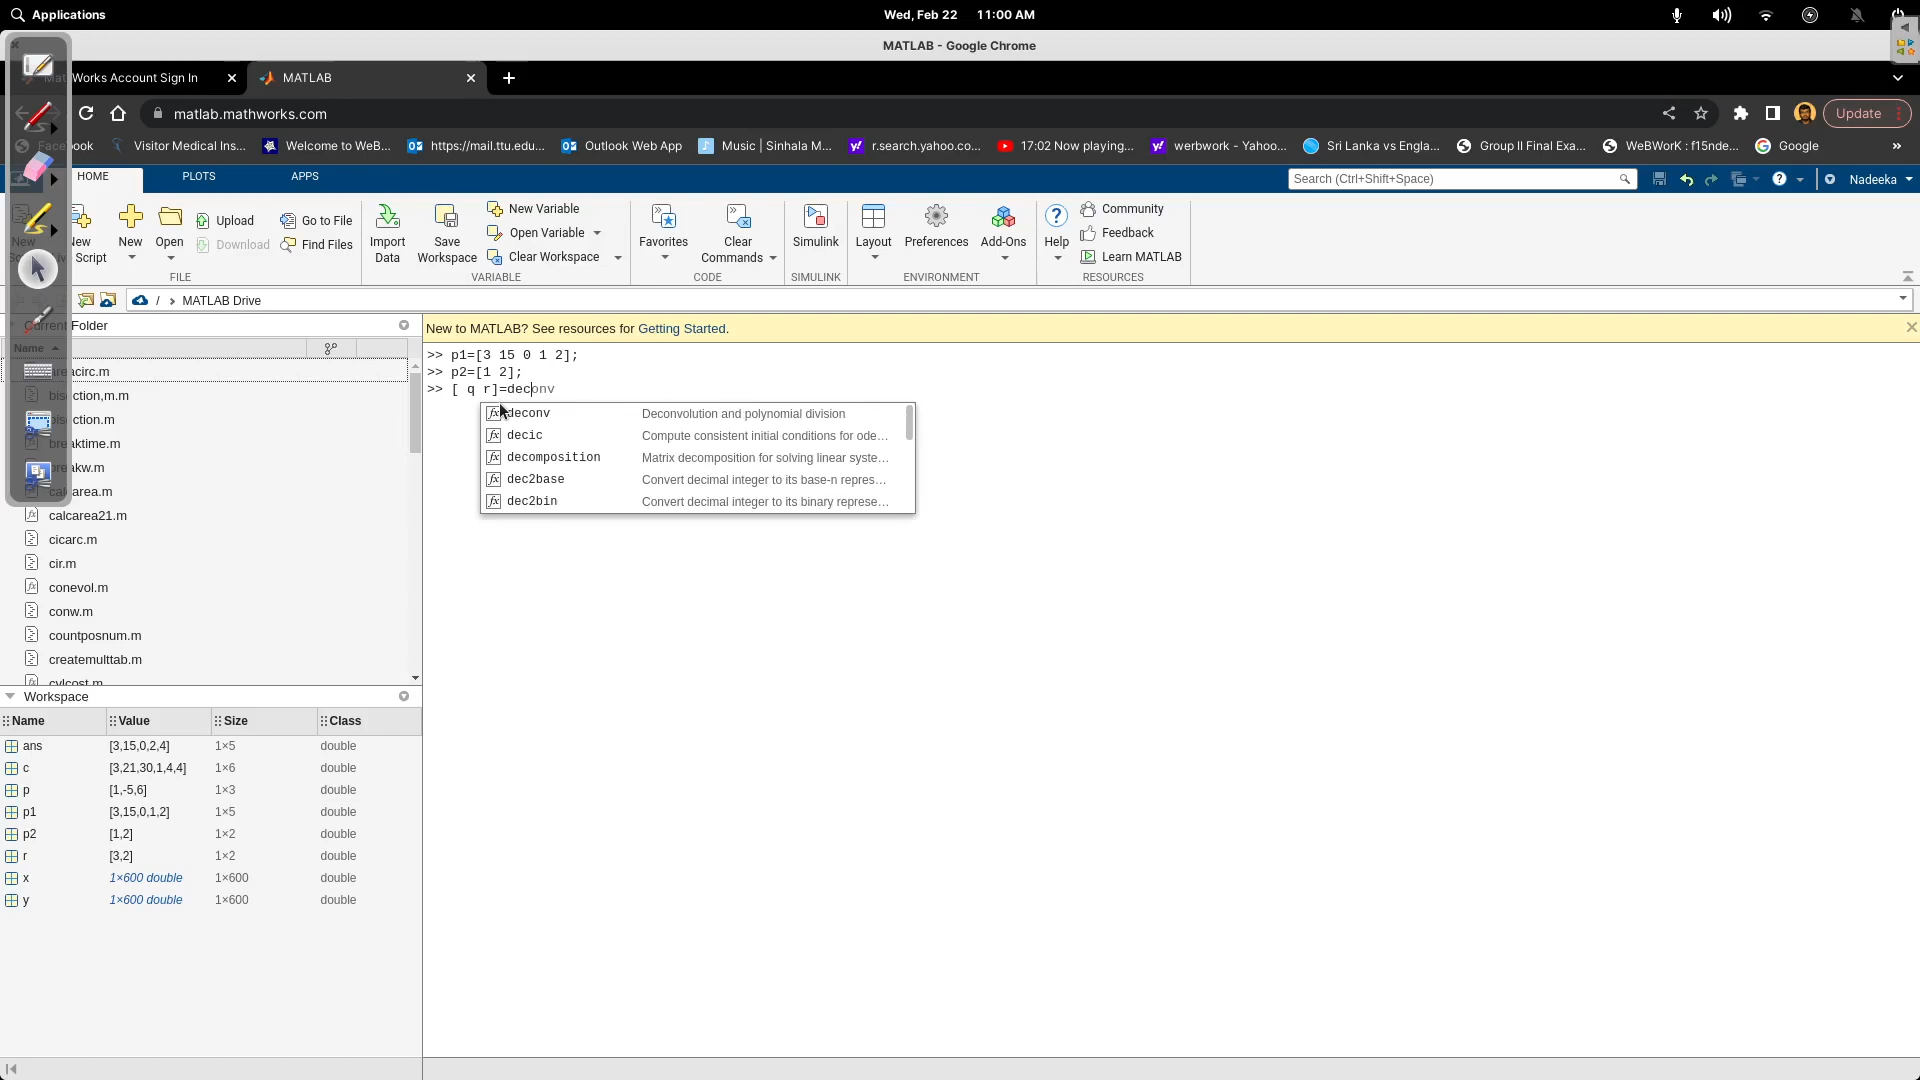 Applications
Wed, Feb 22 11:00 AM
MATLAB - Google Chrome
Works Account Sign In
MATLAB
matlab.mathworks.com
Update
Visitor Medical Ins...
Welcome to WeB...
https://mail.ttu.edu...
Outlook Web App
Music | Sinhala M...
r.search.yahoo.co...
17:02 Now playing...
werbwork - Yahoo...
Sri Lanka vs Engla...
Group II Final Exa...
WeBWorK : f15nde...
Google
HOME
PLOTS
APPS
Search (Ctrl+Shift+Space)
Nadeeka
New
Script
New
Open
Upload
Download
Go to File
Find Files
FILE
Import
Data
Save
Workspace
New Variable
Open Variable
Clear Workspace
VARIABLE
Favorites
Clear
Commands
CODE
Simulink
SIMULINK
Layout
Preferences
Add-Ons
ENVIRONMENT
Help
Community
Feedback
Learn MATLAB
RESOURCES
/ > MATLAB Drive
Current Folder
Name
New to MATLAB? See resources for Getting Started.
>> p1=[3 15 0 1 2];
>> p2=[1 2];
>> [ q r]=deconv
deconv Deconvolution and polynomial division
decic Compute consistent initial conditions for ode...
decomposition Matrix decomposition for solving linear syste...
dec2base Convert decimal integer to its base-n repres...
dec2bin Convert decimal integer to its binary represe...
calcarea21.m
cicarc.m
cir.m
conevol.m
conw.m
countposnum.m
createmulttab.m
cylcost.m
Workspace
Name Value Size Class
ans [3,15,0,2,4] 1×5 double
c [3,21,30,1,4,4] 1×6 double
p [1,-5,6] 1×3 double
p1 [3,15,0,1,2] 1×5 double
p2 [1,2] 1×2 double
r [3,2] 1×2 double
x 1×600 double 1×600 double
y 1×600 double 1×600 double